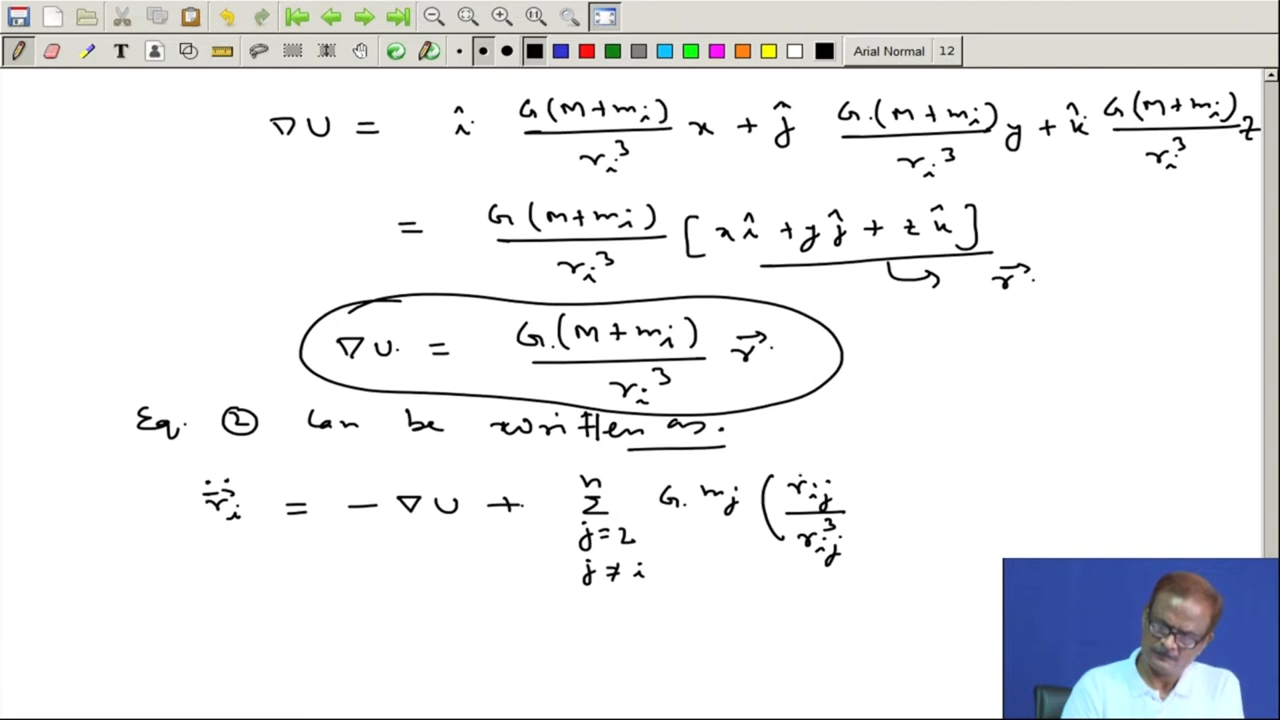 Arial Normal 12
∇U = î G(M+mᵢ)/rᵢ³ x + ĵ G.(M+mᵢ)/rᵢ³ y + k̂ G(M+mᵢ)/rᵢ³ z
= G(M+mᵢ)/rᵢ³ [xî + yĵ + zk̂] ↳ r⃗.
∇U. = G.(M+mᵢ)/rᵢ³ r⃗.
Eq. ② can be written as.
r⃗̈ᵢ = - ∇U + Σ G. mⱼ ( rᵢⱼ/rᵢⱼ³
n
j=2
j≠i